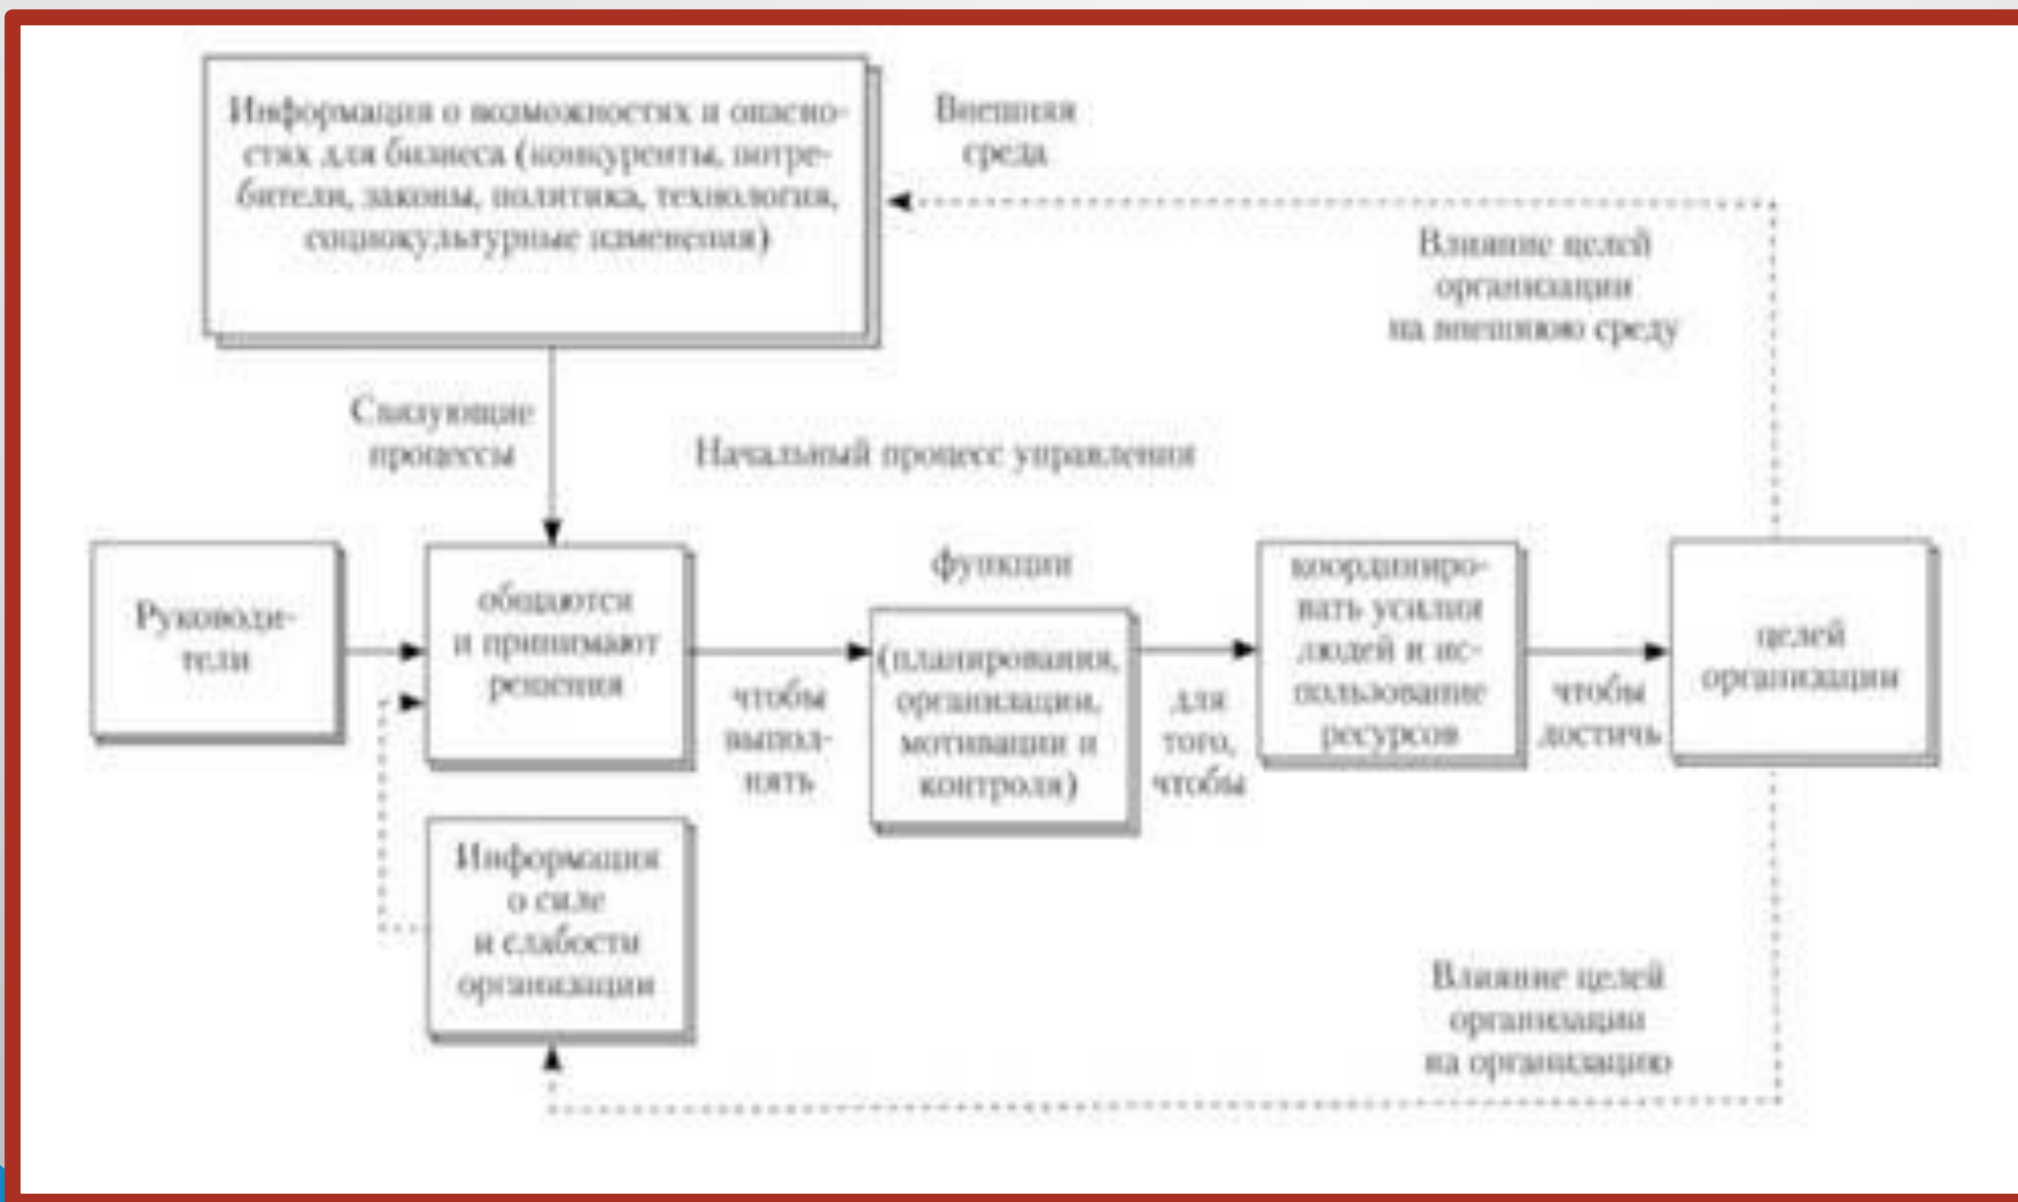 Информация о возможностях и опасно-
стях для бизнеса (конкуренты, потре-
бители, законы, политика, технология,
социокультурные изменения)
Внешняя
среда
Влияние целей
организации
на внешнюю среду
Связующие
процессы
Начальный процесс управления
Руководи-
тели
общаются
и принимают
решения
чтобы
выпол-
нять
функции
(планирования,
организации,
мотивации и
контроля)
для
того,
чтобы
координиро-
вать усилия
людей и ис-
пользование
ресурсов
чтобы
достичь
целей
организации
Информация
о силе
и слабости
организации
Влияние целей
организации
на организацию